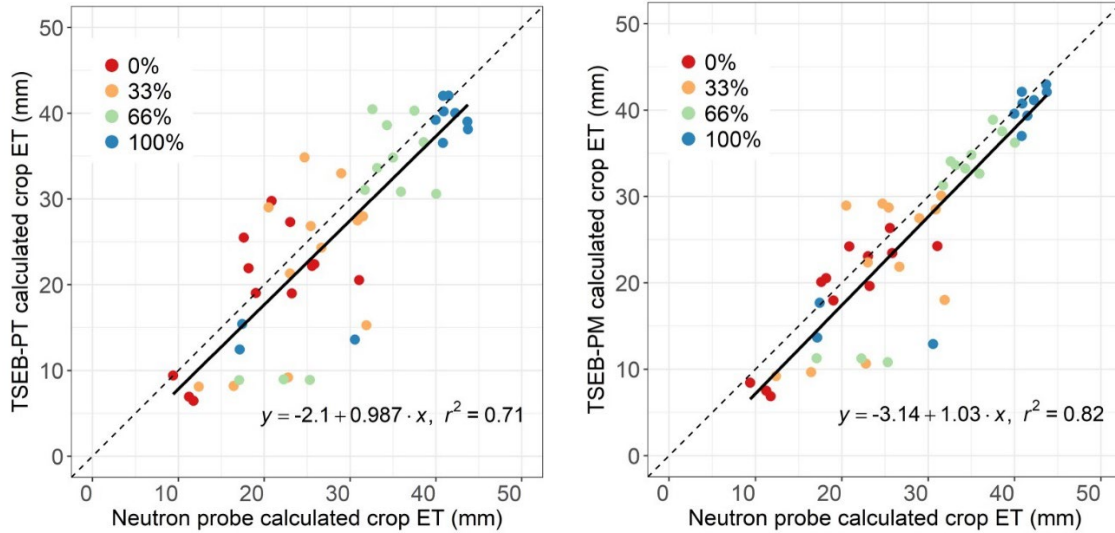 TSEB-PT calculated crop ET (mm)
50
40
30
20
10
0
0%
33%
66%
100%
y = -2.1 + 0.987 · x, r² = 0.71
0 10 20 30 40 50
Neutron probe calculated crop ET (mm)
TSEB-PM calculated crop ET (mm)
50
40
30
20
10
0
0%
33%
66%
100%
y = -3.14 + 1.03 · x, r² = 0.82
0 10 20 30 40 50
Neutron probe calculated crop ET (mm)